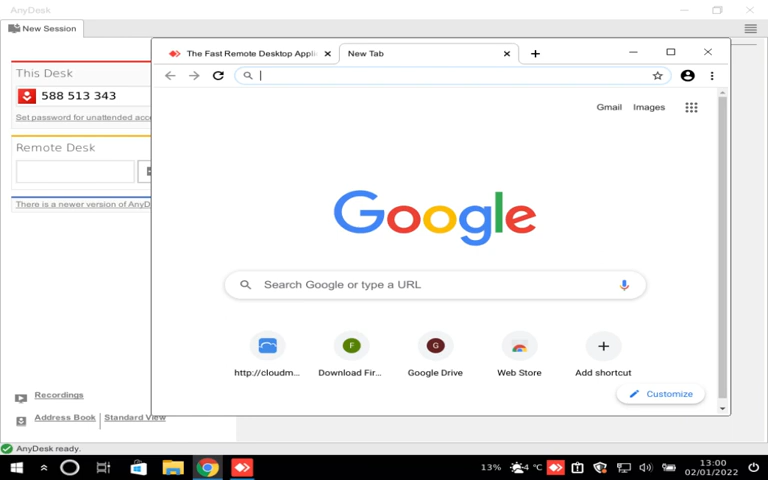 AnyDesk
New Session
The Fast Remote Desktop Appli
New Tab
This Desk
588 513 343
Set password for unattended acce
Remote Desk
There is a newer version of AnyD
Gmail
Images
Google
Search Google or type a URL
F
G
http://cloudm...
Download Fir...
Google Drive
Web Store
Add shortcut
Customize
Recordings
Address Book
Standard View
AnyDesk ready.
13%
4 °C
13:00
02/01/2022